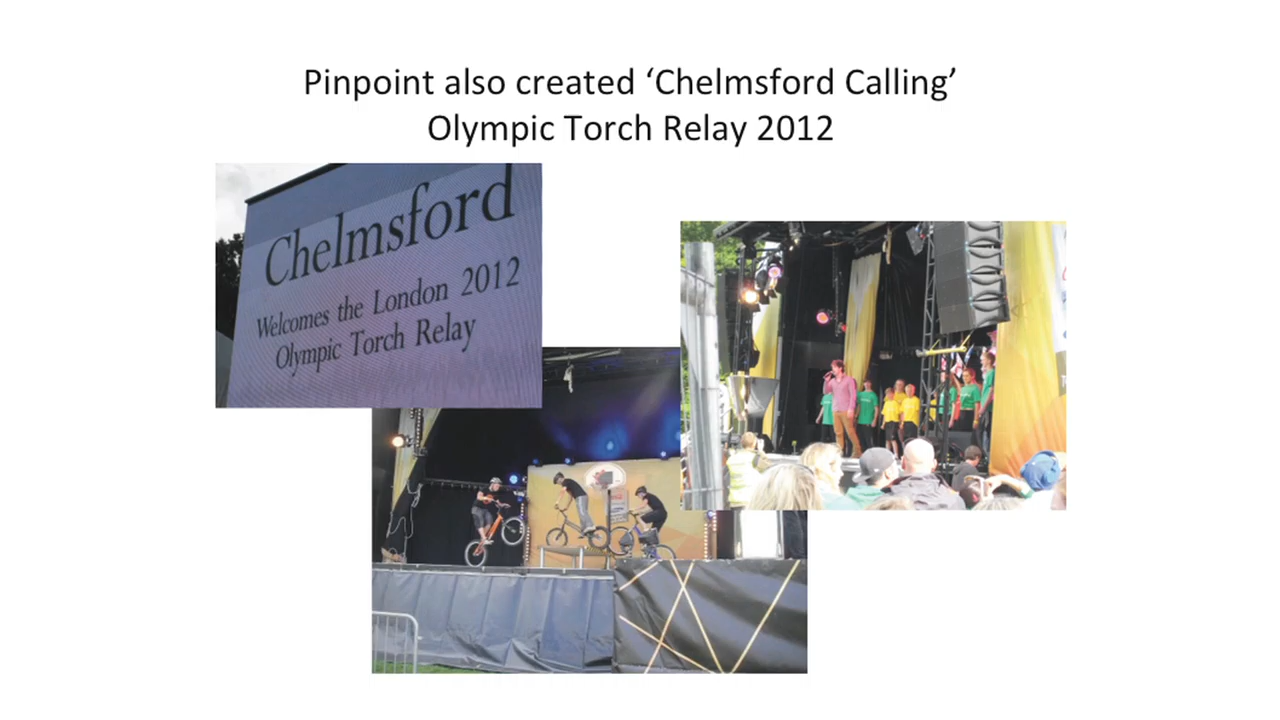 Pinpoint also created ‘Chelmsford Calling’
Olympic Torch Relay 2012
Chelmsford
Welcomes the London 2012
Olympic Torch Relay